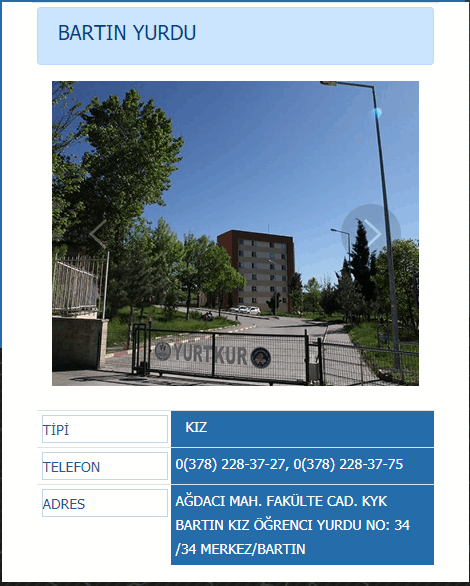 BARTIN YURDU
YURTKUR
TİPİ
KIZ
TELEFON
0(378) 228-37-27, 0(378) 228-37-75
ADRES
AĞDACI MAH. FAKÜLTE CAD. KYK
BARTIN KIZ ÖĞRENCI YURDU NO: 34
/34 MERKEZ/BARTIN